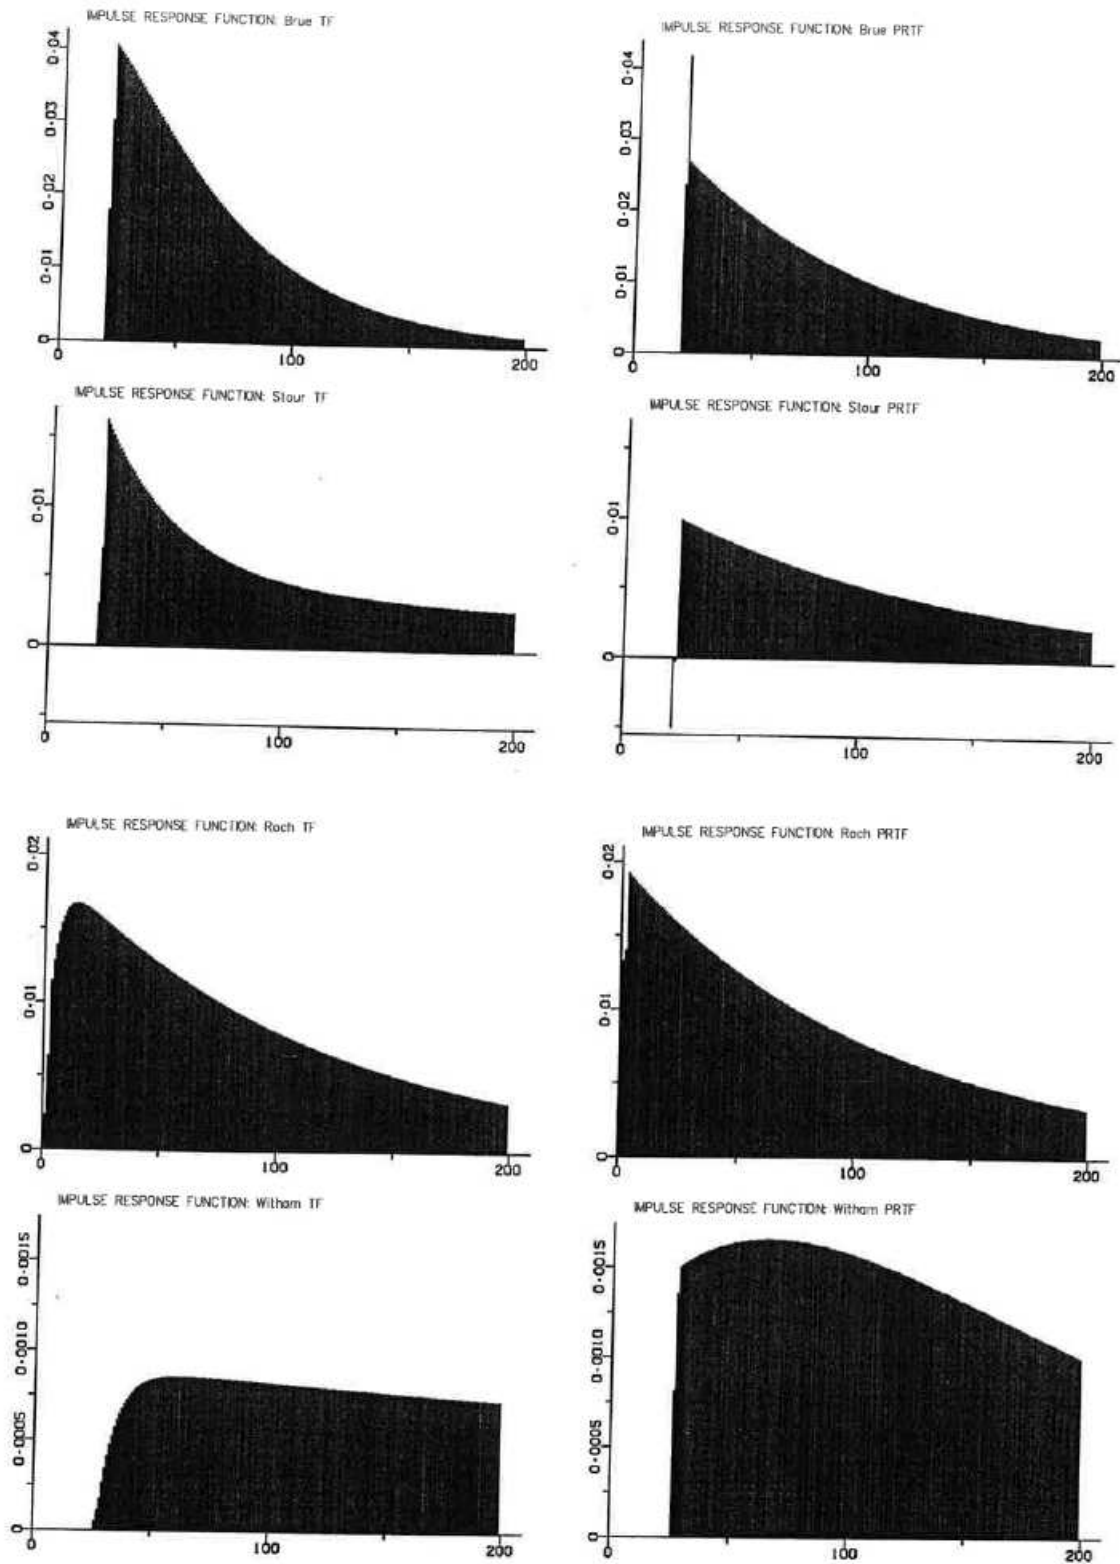 IMPULSE RESPONSE FUNCTION: Brue TF
0·04
0·03
0·02
0·01
0
0 100 200
IMPULSE RESPONSE FUNCTION: Brue PRTF
0·04
0·03
0·02
0·01
0
0 100 200
IMPULSE RESPONSE FUNCTION: Stour TF
0·01
0
0 100 200
IMPULSE RESPONSE FUNCTION: Stour PRTF
0·01
0
0 100 200
IMPULSE RESPONSE FUNCTION: Roch TF
0·02
0·01
0
0 100 200
IMPULSE RESPONSE FUNCTION: Roch PRTF
0·02
0·01
0
0 100 200
IMPULSE RESPONSE FUNCTION: Witham TF
0·0015
0·0010
0·0005
0
0 100 200
IMPULSE RESPONSE FUNCTION: Witham PRTF
0·0015
0·0010
0·0005
0
0 100 200